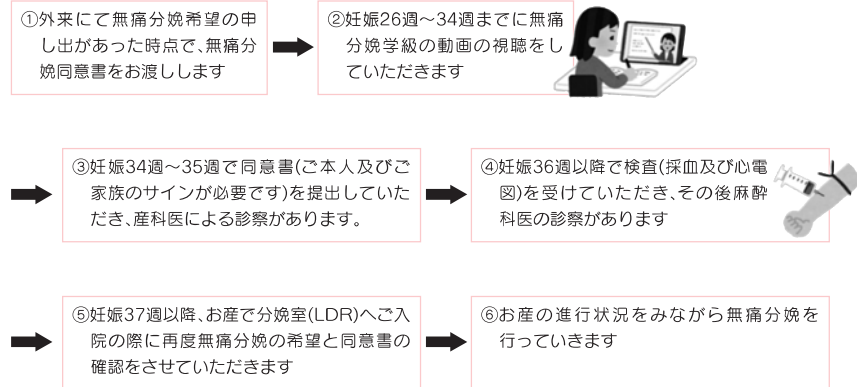 ①外来にて無痛分娩希望の申
し出があった時点で、無痛分
娩同意書をお渡しします
②妊娠26週～34週までに無痛
分娩学級の動画の視聴をし
ていただきます
③妊娠34週～35週で同意書(ご本人及びご
家族のサインが必要です)を提出していた
だき、産科医による診察があります。
④妊娠36週以降で検査(採血及び心電
図)を受けていただき、その後麻酔
科医の診察があります
⑤妊娠37週以降、お産で分娩室(LDR)へご入
院の際に再度無痛分娩の希望と同意書の
確認をさせていただきます
⑥お産の進行状況をみながら無痛分娩を
行っていきます